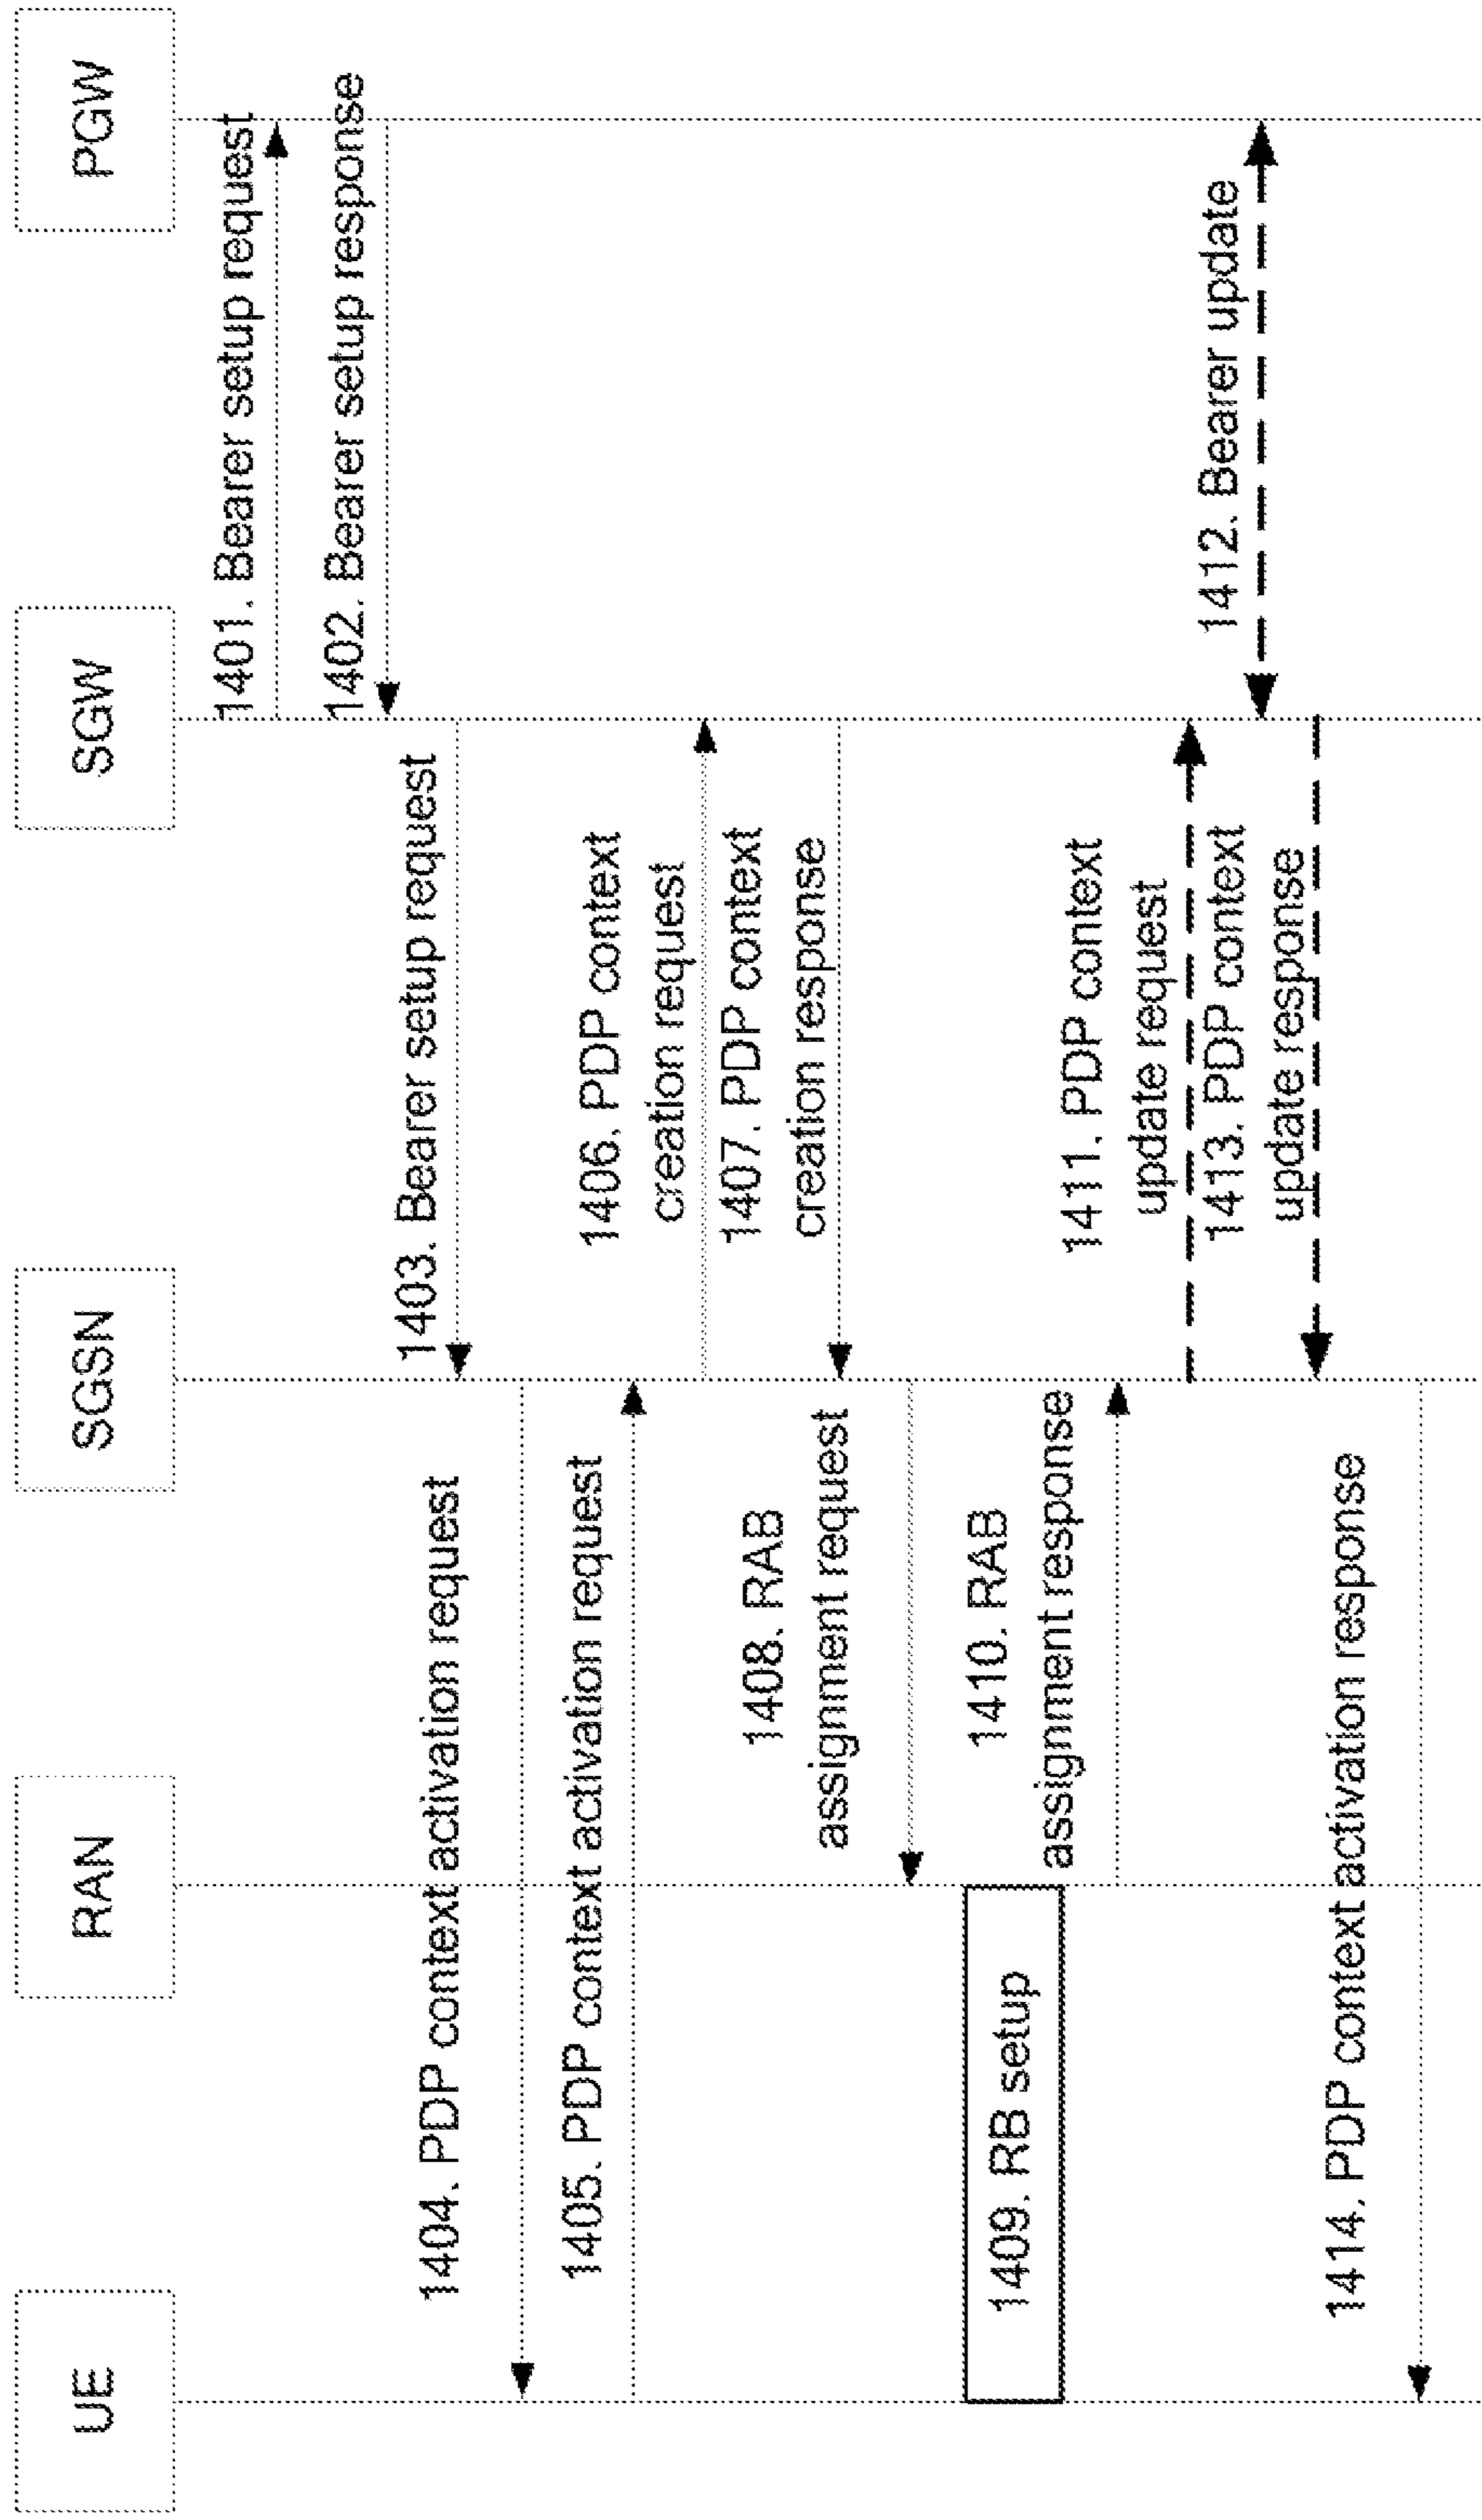 UE
RAN
SGSN
SGW
PGW
1401. Bearer setup request
1402. Bearer setup response
1403. Bearer setup request
1404. PDP context activation request
1405. PDP context activation request
1406. PDP context
creation request
1407. PDP context
creation response
1408. RAB
assignment request
1409. RB setup
1410. RAB
assignment response
1411. PDP context
update request
1412. Bearer update
1413. PDP context
update response
1414. PDP context activation response